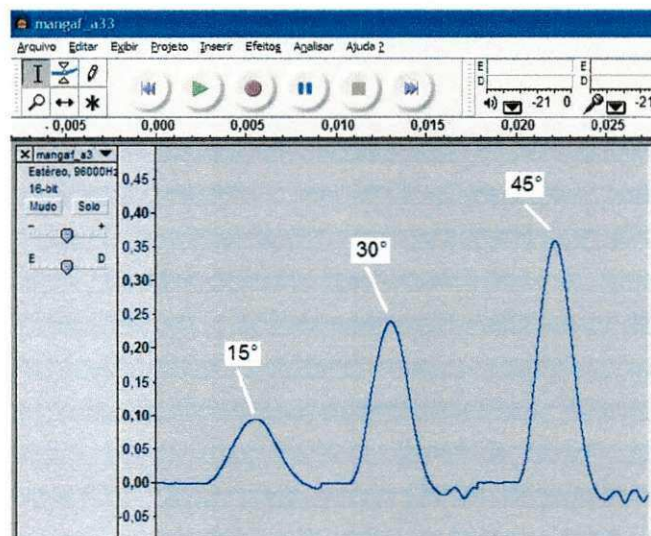 mangaf_a33
Arquivo Editar Exibir Projeto Inserir Efeitos Analisar Ajuda ?
E
D
-21 0
E
D
-21
-0,005 0,000 0,005 0,010 0,015 0,020 0,025
X mangaf_a3
Estéreo, 96000Hz
16-bit
Mudo Solo
- +
E D
0,45
0,40
0,35
0,30
0,25
0,20
0,15
0,10
0,05
0,00
-0,05
45°
30°
15°